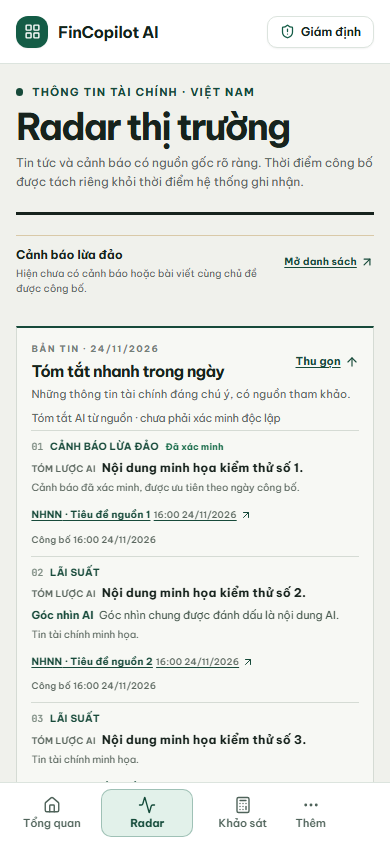 FinCopilot AI
Giám định
THÔNG TIN TÀI CHÍNH · VIỆT NAM
Radar thị trường
Tin tức và cảnh báo có nguồn gốc rõ ràng. Thời điểm công bố
được tách riêng khỏi thời điểm hệ thống ghi nhận.
Cảnh báo lừa đảo
Mở danh sách
Hiện chưa có cảnh báo hoặc bài viết cùng chủ đề
được công bố.
BẢN TIN · 24/11/2026
Tóm tắt nhanh trong ngày
Thu gọn
Những thông tin tài chính đáng chú ý, có nguồn tham khảo.
Tóm tắt AI từ nguồn · chưa phải xác minh độc lập
01 CẢNH BÁO LỪA ĐẢO Đã xác minh
TÓM LƯỢC AI Nội dung minh họa kiểm thử số 1.
Cảnh báo đã xác minh, được ưu tiên theo ngày công bố.
NHNN · Tiêu đề nguồn 1 16:00 24/11/2026
Công bố 16:00 24/11/2026
02 LÃI SUẤT
TÓM LƯỢC AI Nội dung minh họa kiểm thử số 2.
Góc nhìn AI Góc nhìn chung được đánh dấu là nội dung AI.
Tin tài chính minh họa.
NHNN · Tiêu đề nguồn 2 16:00 24/11/2026
Công bố 16:00 24/11/2026
03 LÃI SUẤT
TÓM LƯỢC AI Nội dung minh họa kiểm thử số 3.
Tin tài chính minh họa.
Tổng quan
Radar
Khảo sát
Thêm